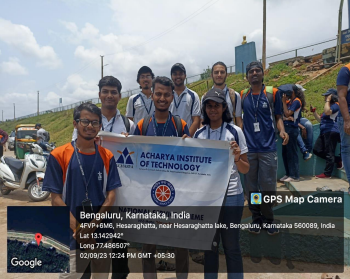 ACHARYA INSTITUTE
OF TECHNOLOGY
GPS Map Camera
Bengaluru, Karnataka, India
4FVP+6M6, Hesaraghatta, near Hesaraghatta lake, Bengaluru, Karnataka 560089, India
Lat 13.142942°
Long 77.486507°
02/09/23 12:24 PM GMT +05:30
Google